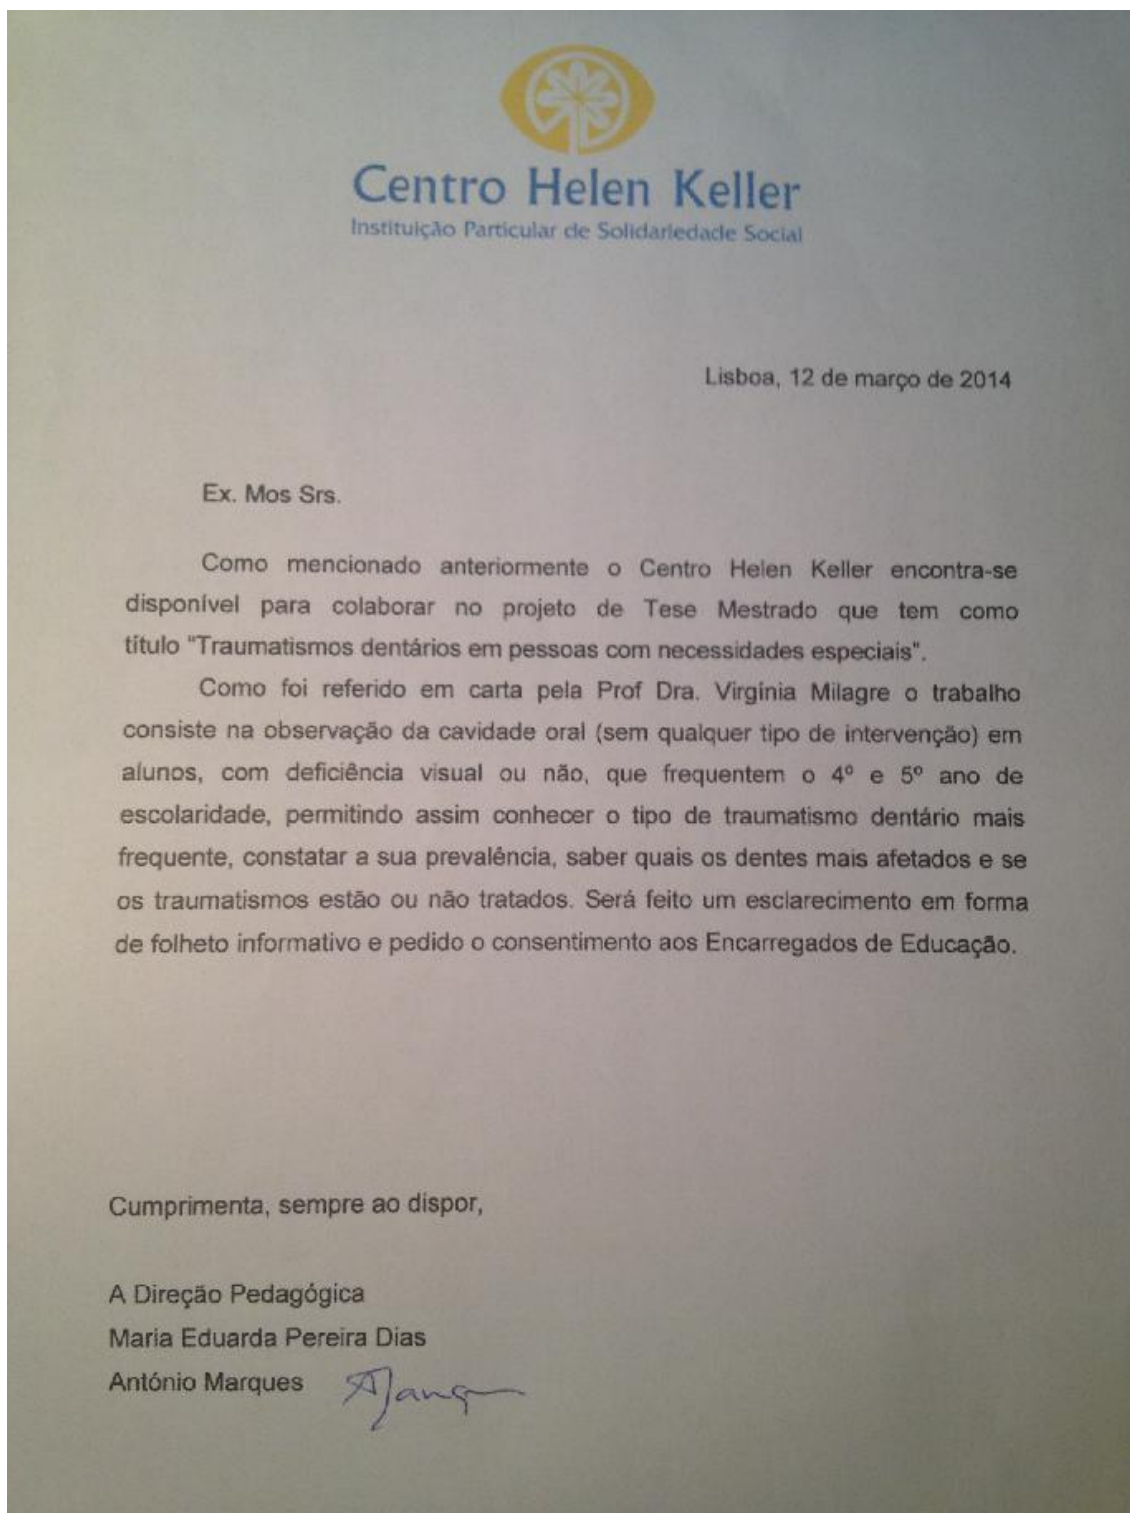 Centro Helen Keller
Instituição Particular de Solidariedade Social
Lisboa, 12 de março de 2014
Ex. Mos Srs.
Como mencionado anteriormente o Centro Helen Keller encontra-se
disponível para colaborar no projeto de Tese Mestrado que tem como
título "Traumatismos dentários em pessoas com necessidades especiais".
Como foi referido em carta pela Prof Dra. Virgínia Milagre o trabalho
consiste na observação da cavidade oral (sem qualquer tipo de intervenção) em
alunos, com deficiência visual ou não, que frequentem o 4º e 5º ano de
escolaridade, permitindo assim conhecer o tipo de traumatismo dentário mais
frequente, constatar a sua prevalência, saber quais os dentes mais afetados e se
os traumatismos estão ou não tratados. Será feito um esclarecimento em forma
de folheto informativo e pedido o consentimento aos Encarregados de Educação.
Cumprimenta, sempre ao dispor,
A Direção Pedagógica
Maria Eduarda Pereira Dias
António Marques